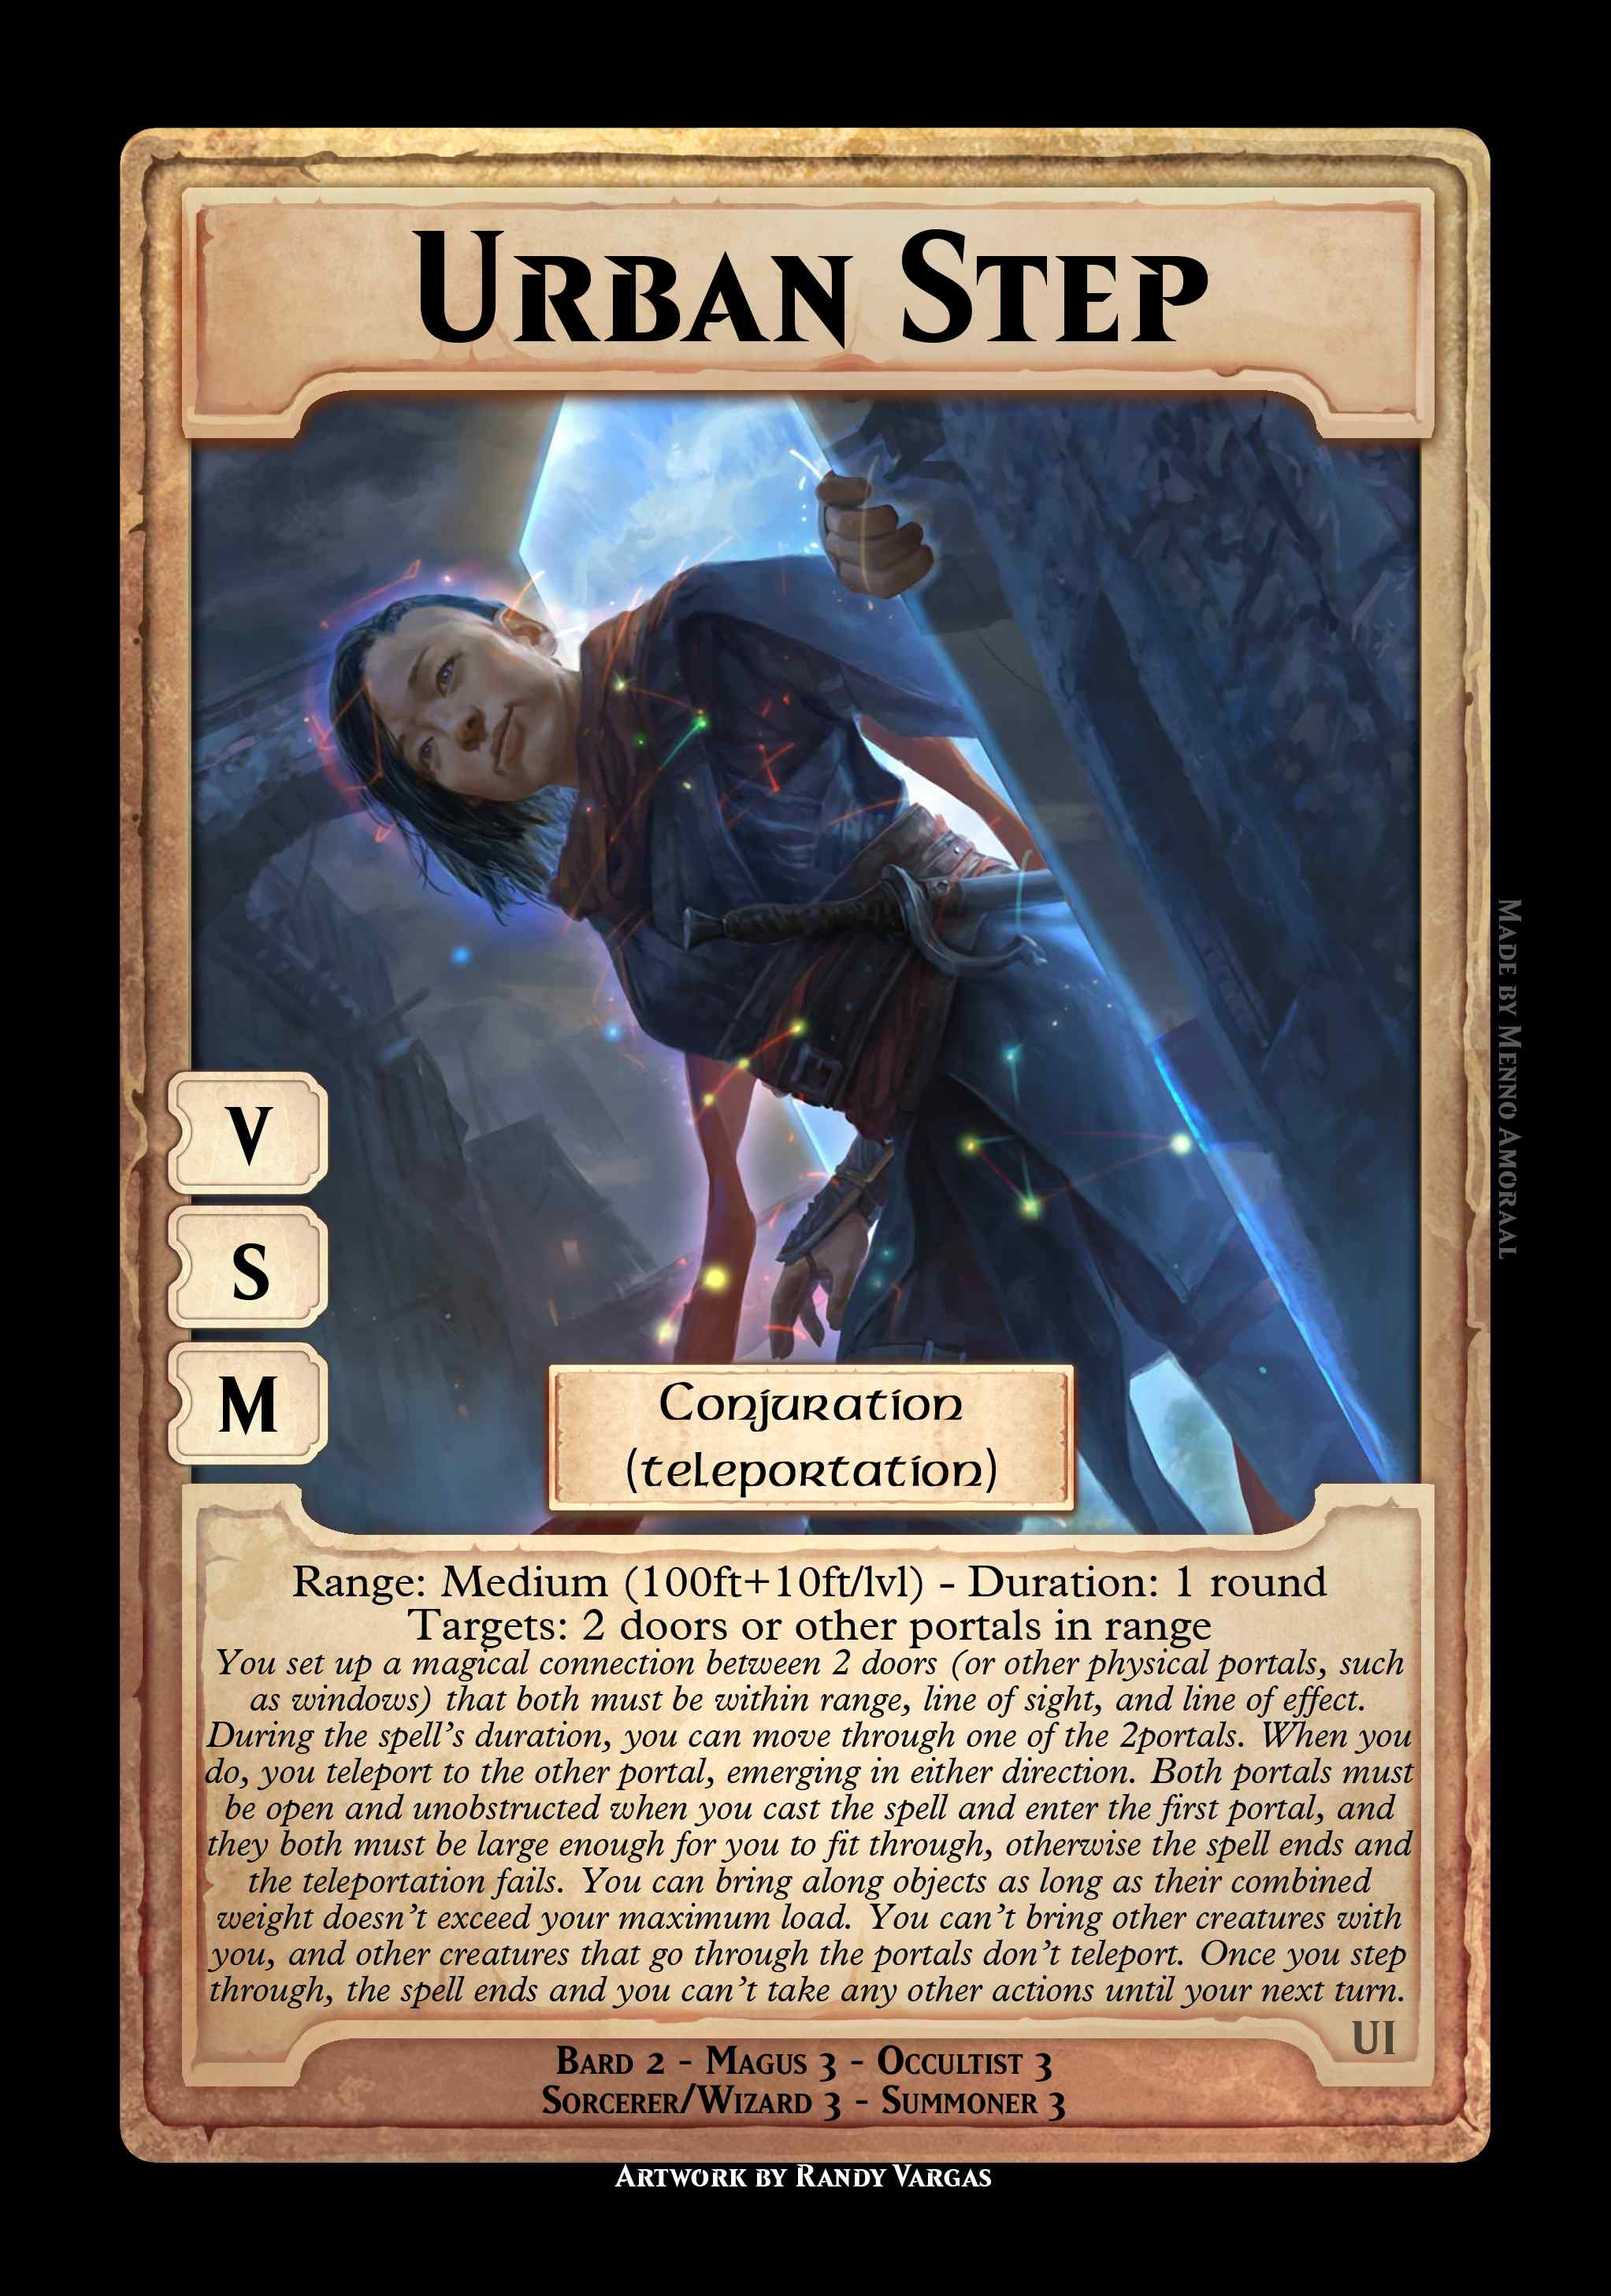 Urban Step
V
S
M
Conjuration
(teleportation)
Range: Medium (100ft+10ft/lvl) - Duration: 1 round
Targets: 2 doors or other portals in range
You set up a magical connection between 2 doors (or other physical portals, such
as windows) that both must be within range, line of sight, and line of effect.
During the spell's duration, you can move through one of the 2portals. When you
do, you teleport to the other portal, emerging in either direction. Both portals must
be open and unobstructed when you cast the spell and enter the first portal, and
they both must be large enough for you to fit through, otherwise the spell ends and
the teleportation fails. You can bring along objects as long as their combined
weight doesn't exceed your maximum load. You can't bring other creatures with
you, and other creatures that go through the portals don't teleport. Once you step
through, the spell ends and you can't take any other actions until your next turn.
UI
Bard 2 - Magus 3 - Occultist 3
Sorcerer/Wizard 3 - Summoner 3
Artwork by Randy Vargas
Made by Menno Amoraal